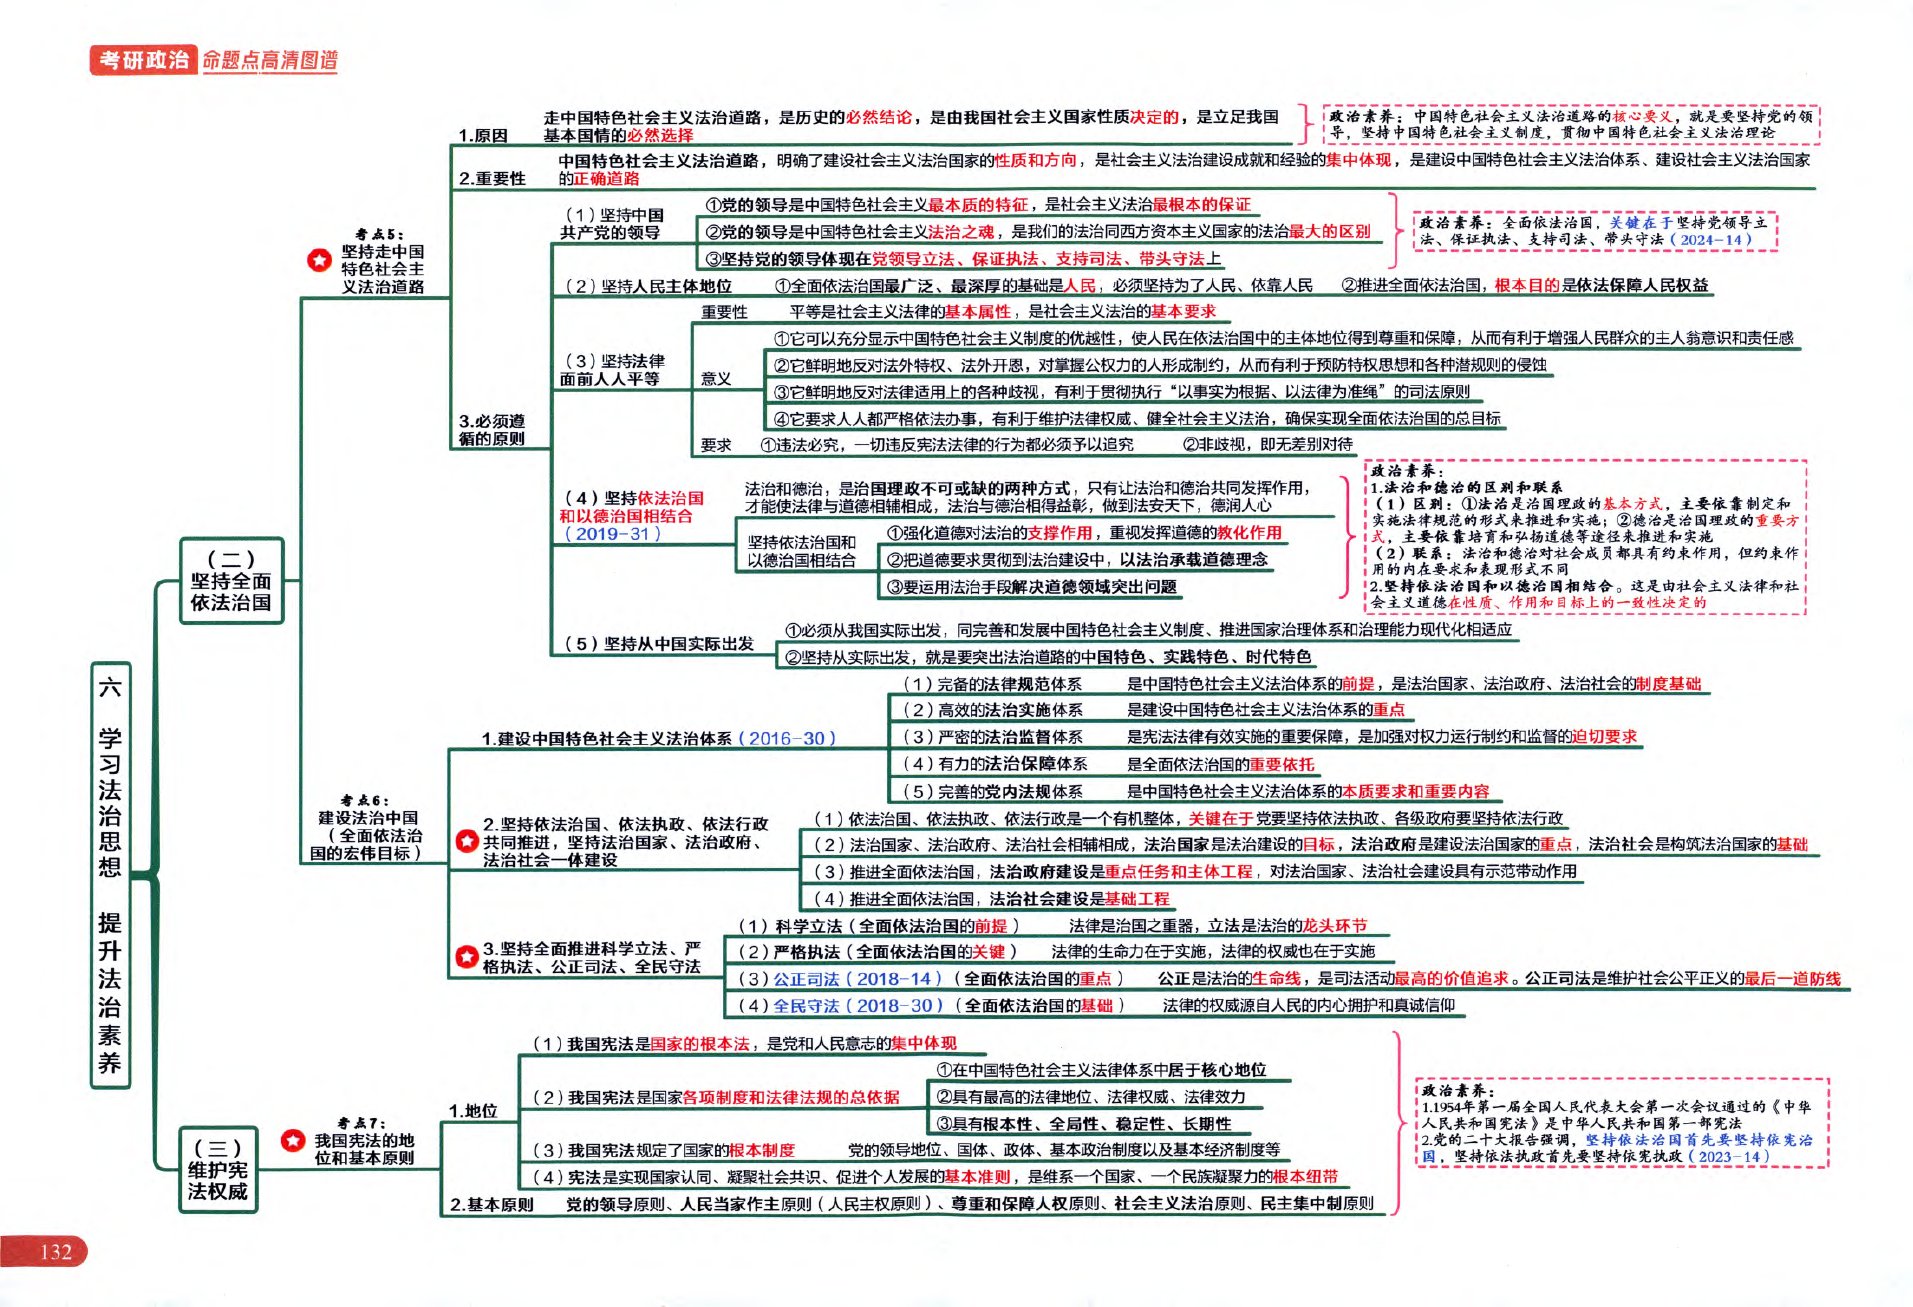 考研政治 命题点高清图谱
六 学习法治思想 提升法治素养
（二）
坚持全面
依法治国
考点5：
坚持走中国
特色社会主
义法治道路
1.原因
走中国特色社会主义法治道路，是历史的必然结论，是由我国社会主义国家性质决定的，是立足我国
基本国情的必然选择
政治素养：中国特色社会主义法治道路的核心要义，就是要坚持党的领
导，坚持中国特色社会主义制度，贯彻中国特色社会主义法治理论
2.重要性
中国特色社会主义法治道路，明确了建设社会主义法治国家的性质和方向，是社会主义法治建设成就和经验的集中体现，是建设中国特色社会主义法治体系、建设社会主义法治国家
的正确道路
3.必须遵
循的原则
（1）坚持中国
共产党的领导
①党的领导是中国特色社会主义最本质的特征，是社会主义法治最根本的保证
②党的领导是中国特色社会主义法治之魂，是我们的法治同西方资本主义国家的法治最大的区别
③坚持党的领导体现在党领导立法、保证执法、支持司法、带头守法上
政治素养：全面依法治国，关键在于坚持党领导立
法、保证执法、支持司法、带头守法（2024-14）
（2）坚持人民主体地位 ①全面依法治国最广泛、最深厚的基础是人民，必须坚持为了人民、依靠人民 ②推进全面依法治国，根本目的是依法保障人民权益
（3）坚持法律
面前人人平等
重要性 平等是社会主义法律的基本属性，是社会主义法治的基本要求
意义
①它可以充分显示中国特色社会主义制度的优越性，使人民在依法治国中的主体地位得到尊重和保障，从而有利于增强人民群众的主人翁意识和责任感
②它鲜明地反对法外特权、法外开恩，对掌握公权力的人形成制约，从而有利于预防特权思想和各种潜规则的侵蚀
③它鲜明地反对法律适用上的各种歧视，有利于贯彻执行“以事实为根据、以法律为准绳”的司法原则
④它要求人人都严格依法办事，有利于维护法律权威、健全社会主义法治，确保实现全面依法治国的总目标
要求 ①违法必究，一切违反宪法法律的行为都必须予以追究 ②非歧视，即无差别对待
（4）坚持依法治国
和以德治国相结合
（2019-31）
法治和德治，是治国理政不可或缺的两种方式，只有让法治和德治共同发挥作用，
才能使法律与道德相辅相成，法治与德治相得益彰，做到法安天下，德润人心
坚持依法治国和
以德治国相结合
①强化道德对法治的支撑作用，重视发挥道德的教化作用
②把道德要求贯彻到法治建设中，以法治承载道德理念
③要运用法治手段解决道德领域突出问题
政治素养：
1.法治和德治的区别和联系
（1）区别：①法治是治国理政的基本方式，主要依靠制定和
实施法律规范的形式来推进和实施；②德治是治国理政的重要方
式，主要依靠培育和弘扬道德等途径来推进和实施
（2）联系：法治和德治对社会成员都具有约束作用，但约束作
用的内在要求和表现形式不同
2.坚持依法治国和以德治国相结合。这是由社会主义法律和社
会主义道德在性质、作用和目标上的一致性决定的
（5）坚持从中国实际出发
①必须从我国实际出发，同完善和发展中国特色社会主义制度、推进国家治理体系和治理能力现代化相适应
②坚持从实际出发，就是要突出法治道路的中国特色、实践特色、时代特色
考点6：
建设法治中国
（全面依法治
国的宏伟目标）
1.建设中国特色社会主义法治体系（2016-30）
（1）完备的法律规范体系 是中国特色社会主义法治体系的前提，是法治国家、法治政府、法治社会的制度基础
（2）高效的法治实施体系 是建设中国特色社会主义法治体系的重点
（3）严密的法治监督体系 是宪法法律有效实施的重要保障，是加强对权力运行制约和监督的迫切要求
（4）有力的法治保障体系 是全面依法治国的重要依托
（5）完善的党内法规体系 是中国特色社会主义法治体系的本质要求和重要内容
2.坚持依法治国、依法执政、依法行政
共同推进，坚持法治国家、法治政府、
法治社会一体建设
（1）依法治国、依法执政、依法行政是一个有机整体，关键在于党要坚持依法执政、各级政府要坚持依法行政
（2）法治国家、法治政府、法治社会相辅相成，法治国家是法治建设的目标，法治政府是建设法治国家的重点，法治社会是构筑法治国家的基础
（3）推进全面依法治国，法治政府建设是重点任务和主体工程，对法治国家、法治社会建设具有示范带动作用
（4）推进全面依法治国，法治社会建设是基础工程
3.坚持全面推进科学立法、严
格执法、公正司法、全民守法
（1）科学立法（全面依法治国的前提） 法律是治国之重器，立法是法治的龙头环节
（2）严格执法（全面依法治国的关键） 法律的生命力在于实施，法律的权威也在于实施
（3）公正司法（2018-14）（全面依法治国的重点） 公正是法治的生命线，是司法活动最高的价值追求。公正司法是维护社会公平正义的最后一道防线
（4）全民守法（2018-30）（全面依法治国的基础） 法律的权威源自人民的内心拥护和真诚信仰
（三）
维护宪
法权威
考点7：
我国宪法的地
位和基本原则
1.地位
（1）我国宪法是国家的根本法，是党和人民意志的集中体现
（2）我国宪法是国家各项制度和法律法规的总依据
①在中国特色社会主义法律体系中居于核心地位
②具有最高的法律地位、法律权威、法律效力
③具有根本性、全局性、稳定性、长期性
（3）我国宪法规定了国家的根本制度 党的领导地位、国体、政体、基本政治制度以及基本经济制度等
（4）宪法是实现国家认同、凝聚社会共识、促进个人发展的基本准则，是维系一个国家、一个民族凝聚力的根本纽带
2.基本原则 党的领导原则、人民当家作主原则（人民主权原则）、尊重和保障人权原则、社会主义法治原则、民主集中制原则
政治素养：
1.1954年第一届全国人民代表大会第一次会议通过的《中华
人民共和国宪法》是中华人民共和国第一部宪法
2.党的二十大报告强调，坚持依法治国首先要坚持依宪治
国，坚持依法执政首先要坚持依宪执政（2023-14）
132